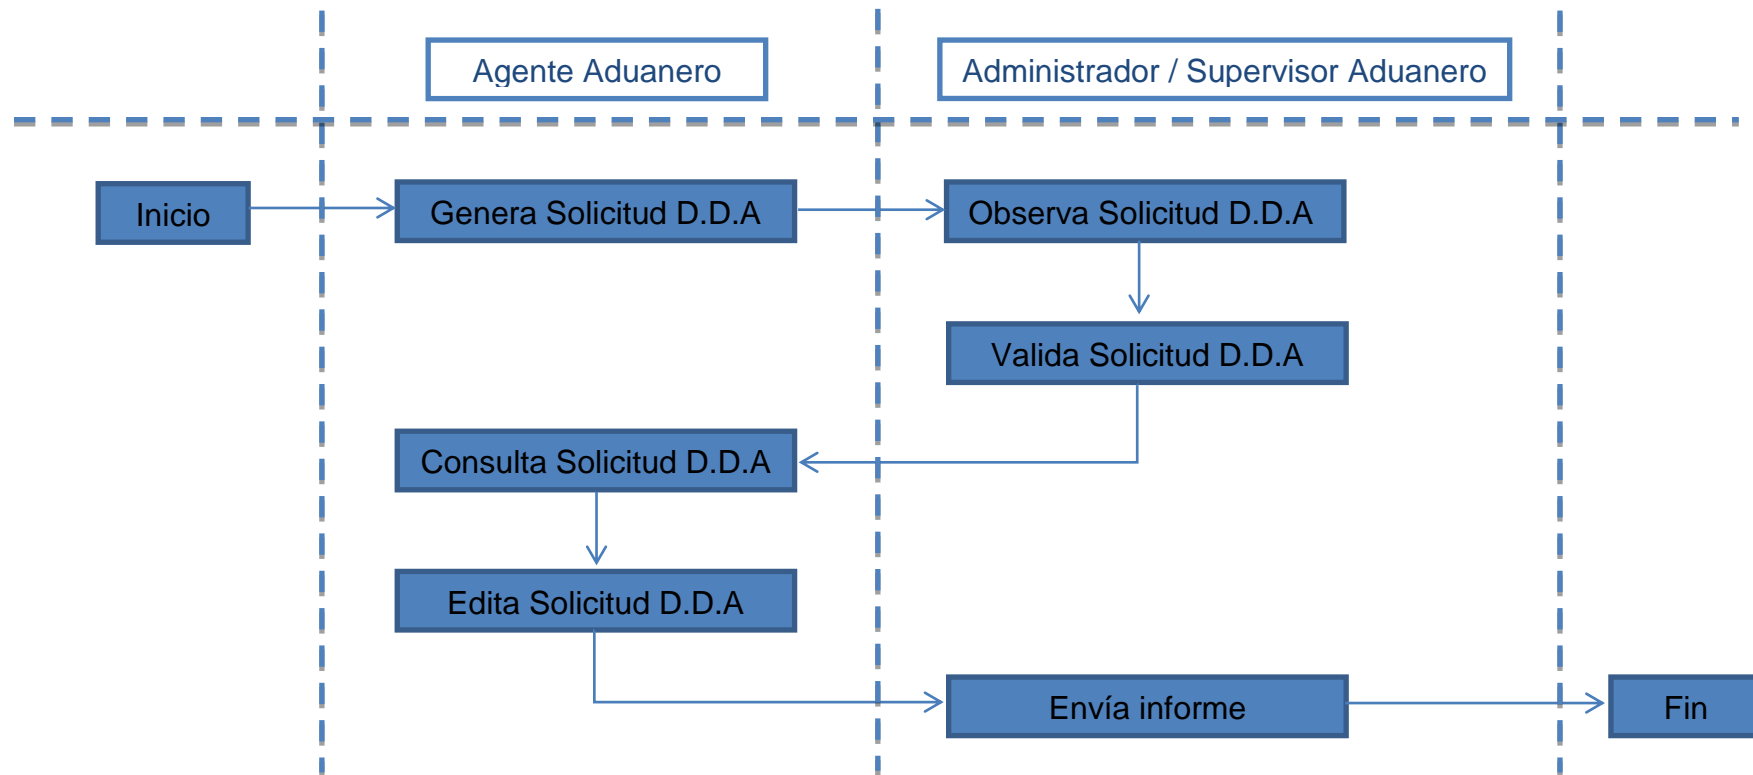 Agente Aduanero
Administrador / Supervisor Aduanero
Inicio
Genera Solicitud D.D.A
Observa Solicitud D.D.A
Valida Solicitud D.D.A
Consulta Solicitud D.D.A
Edita Solicitud D.D.A
Envía informe
Fin